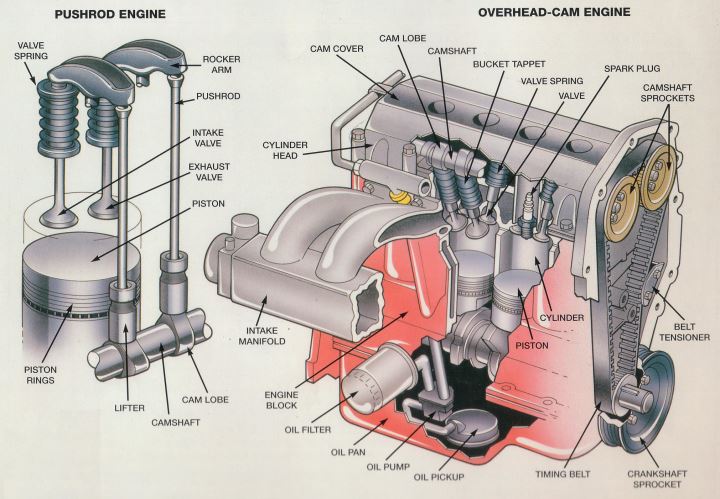 PUSHROD ENGINE
VALVE
SPRING
ROCKER
ARM
PUSHROD
INTAKE
VALVE
EXHAUST
VALVE
PISTON
PISTON
RINGS
LIFTER
CAMSHAFT
CAM LOBE
OVERHEAD-CAM ENGINE
CAM COVER
CAM LOBE
CAMSHAFT
BUCKET TAPPET
VALVE SPRING
VALVE
SPARK PLUG
CAMSHAFT
SPROCKETS
CYLINDER
HEAD
INTAKE
MANIFOLD
CYLINDER
PISTON
BELT
TENSIONER
ENGINE
BLOCK
OIL FILTER
OIL PAN
OIL PUMP
OIL PICKUP
TIMING BELT
CRANKSHAFT
SPROCKET